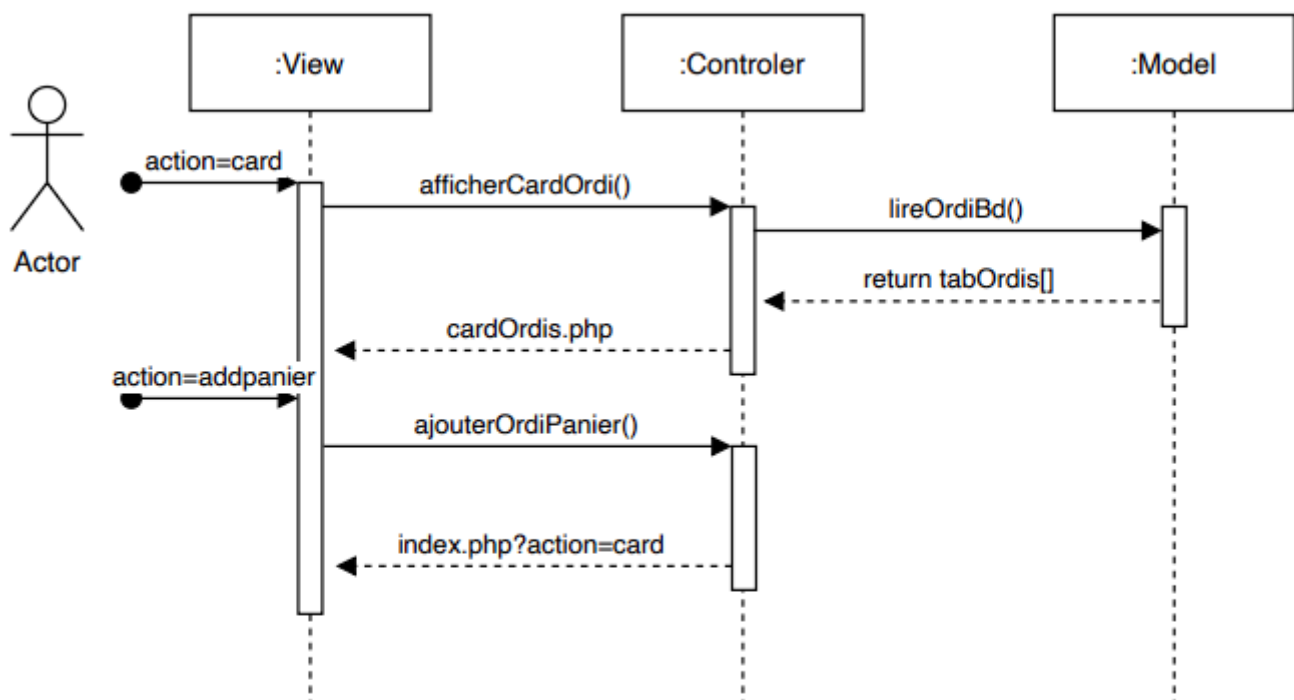 :View
:Controler
:Model
action=card
afficherCardOrdi()
lireOrdiBd()
Actor
return tabOrdis[]
cardOrdis.php
action=addpanier
ajouterOrdiPanier()
index.php?action=card